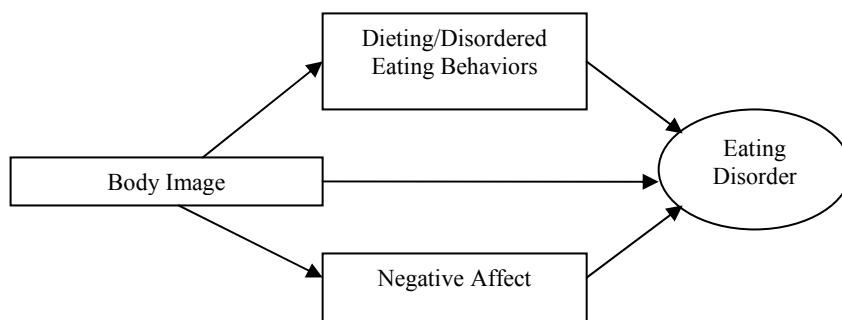 Dieting/Disordered
Eating Behaviors
Body Image
Eating
Disorder
Negative Affect